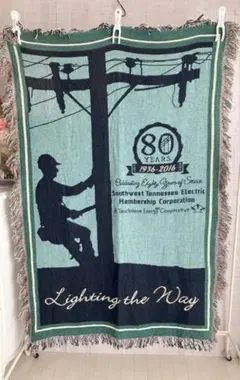 80
YEARS
1936-2016
Celebrating Eighty Years of Service
Southwest Tennessee Electric
Membership Corporation
A Touchstone Energy Cooperative
Lighting the Way